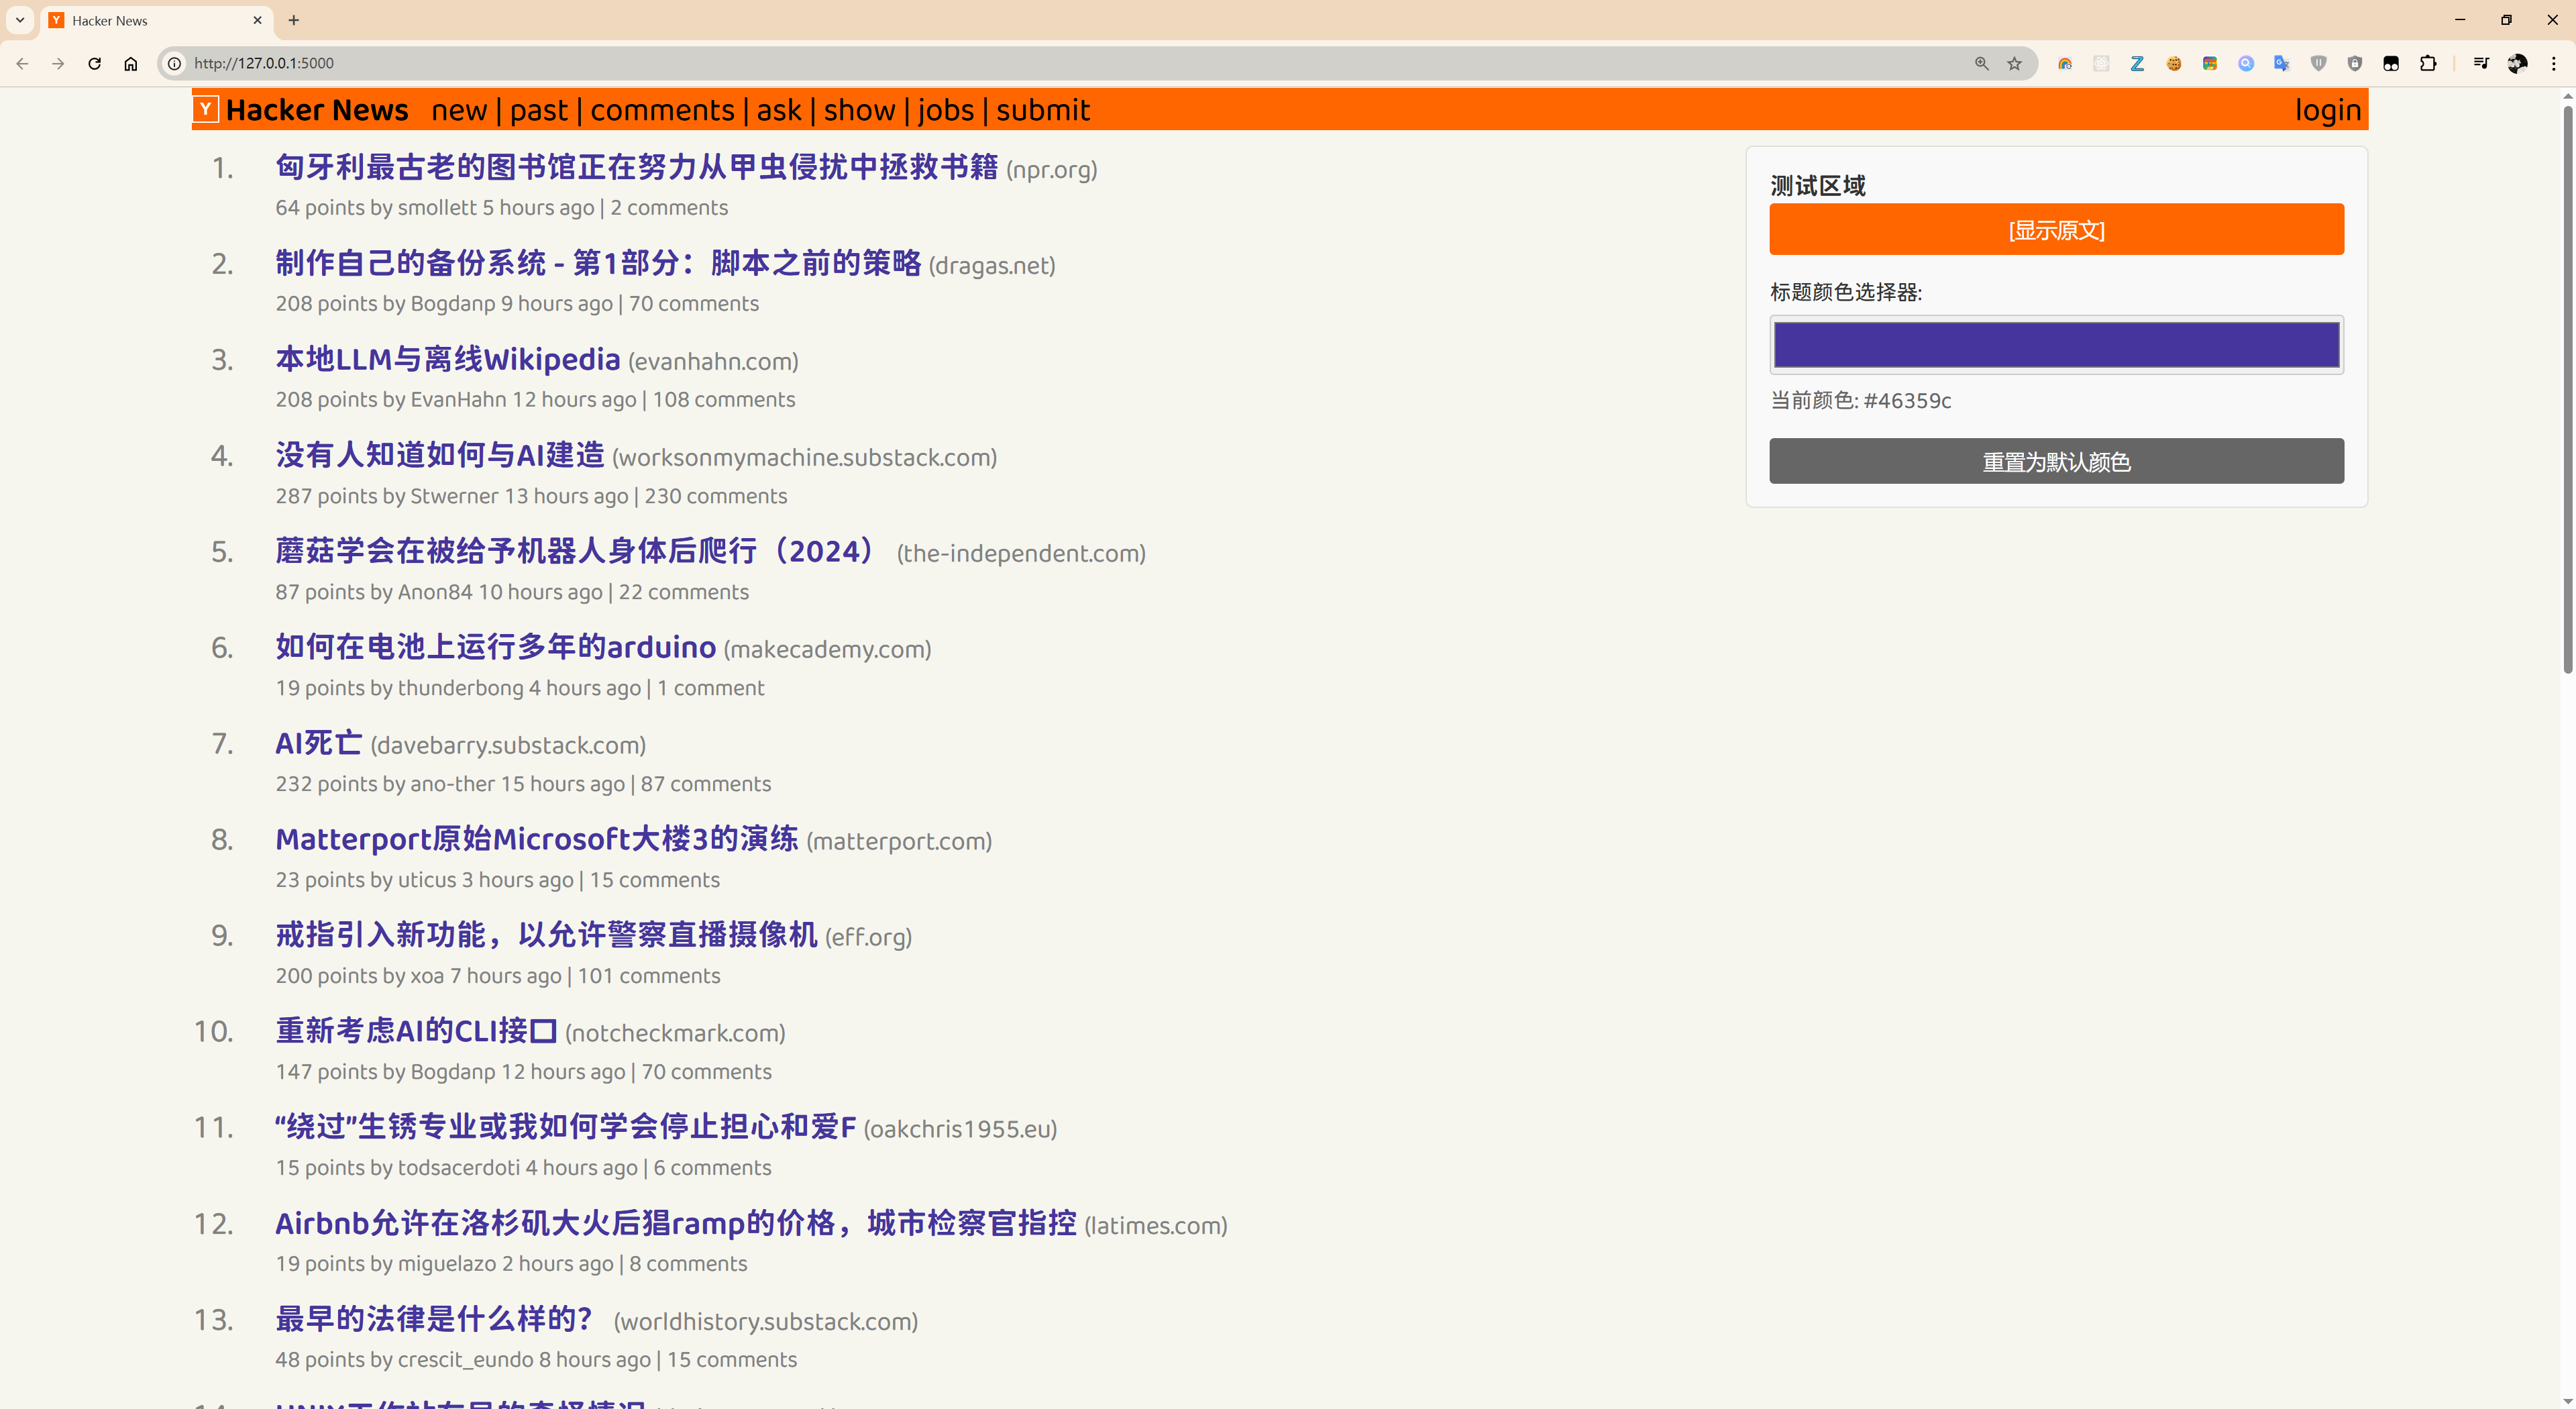 Hacker News
http://127.0.0.1:5000
Y Hacker News new | past | comments | ask | show | jobs | submit login
1. 匈牙利最古老的图书馆正在努力从甲虫侵扰中拯救书籍 (npr.org)
64 points by smollett 5 hours ago | 2 comments
2. 制作自己的备份系统 - 第1部分：脚本之前的策略 (dragas.net)
208 points by Bogdanp 9 hours ago | 70 comments
3. 本地LLM与离线Wikipedia (evanhahn.com)
208 points by EvanHahn 12 hours ago | 108 comments
4. 没有人知道如何与AI建造 (worksonmymachine.substack.com)
287 points by Stwerner 13 hours ago | 230 comments
5. 蘑菇学会在被给予机器人身体后爬行（2024） (the-independent.com)
87 points by Anon84 10 hours ago | 22 comments
6. 如何在电池上运行多年的arduino (makecademy.com)
19 points by thunderbong 4 hours ago | 1 comment
7. AI死亡 (davebarry.substack.com)
232 points by ano-ther 15 hours ago | 87 comments
8. Matterport原始Microsoft大楼3的演练 (matterport.com)
23 points by uticus 3 hours ago | 15 comments
9. 戒指引入新功能，以允许警察直播摄像机 (eff.org)
200 points by xoa 7 hours ago | 101 comments
10. 重新考虑AI的CLI接口 (notcheckmark.com)
147 points by Bogdanp 12 hours ago | 70 comments
11. “绕过”生锈专业或我如何学会停止担心和爱F (oakchris1955.eu)
15 points by todsacerdoti 4 hours ago | 6 comments
12. Airbnb允许在洛杉矶大火后猖ramp的价格，城市检察官指控 (latimes.com)
19 points by miguelazo 2 hours ago | 8 comments
13. 最早的法律是什么样的？ (worldhistory.substack.com)
48 points by crescit_eundo 8 hours ago | 15 comments
测试区域
[显示原文]
标题颜色选择器:
当前颜色: #46359c
重置为默认颜色